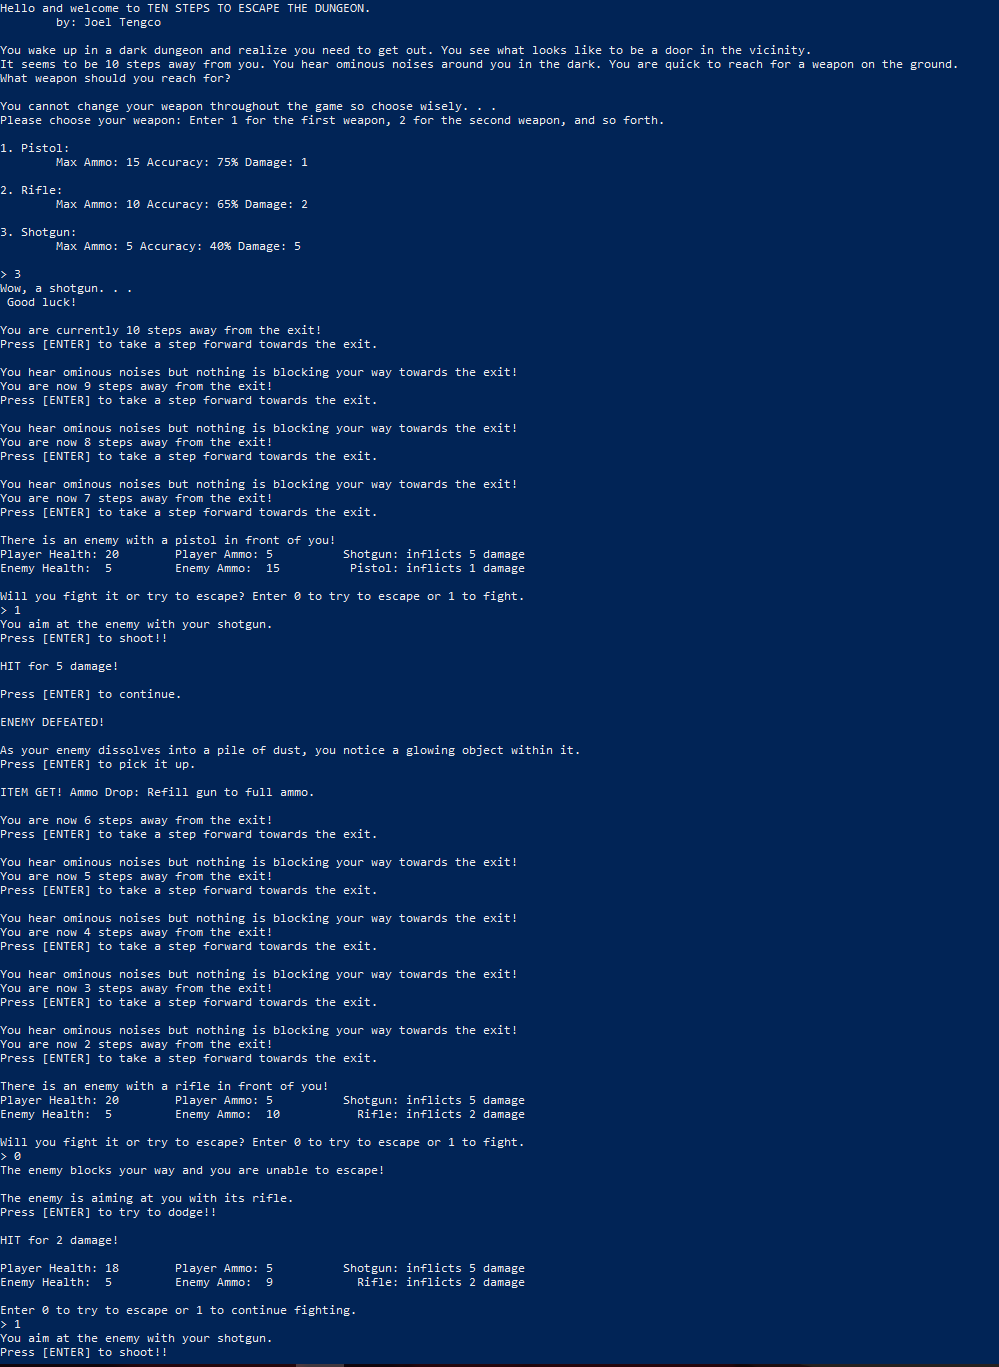 Hello and welcome to TEN STEPS TO ESCAPE THE DUNGEON.
by: Joel Tengco
You wake up in a dark dungeon and realize you need to get out. You see what looks like to be a door in the vicinity.
It seems to be 10 steps away from you. You hear ominous noises around you in the dark. You are quick to reach for a weapon on the ground.
What weapon should you reach for?
You cannot change your weapon throughout the game so choose wisely. . .
Please choose your weapon: Enter 1 for the first weapon, 2 for the second weapon, and so forth.
1. Pistol:
Max Ammo: 15 Accuracy: 75% Damage: 1
2. Rifle:
Max Ammo: 10 Accuracy: 65% Damage: 2
3. Shotgun:
Max Ammo: 5 Accuracy: 40% Damage: 5
> 3
Wow, a shotgun. . .
Good luck!
You are currently 10 steps away from the exit!
Press [ENTER] to take a step forward towards the exit.
You hear ominous noises but nothing is blocking your way towards the exit!
You are now 9 steps away from the exit!
Press [ENTER] to take a step forward towards the exit.
You hear ominous noises but nothing is blocking your way towards the exit!
You are now 8 steps away from the exit!
Press [ENTER] to take a step forward towards the exit.
You hear ominous noises but nothing is blocking your way towards the exit!
You are now 7 steps away from the exit!
Press [ENTER] to take a step forward towards the exit.
There is an enemy with a pistol in front of you!
Player Health: 20 Player Ammo: 5 Shotgun: inflicts 5 damage
Enemy Health: 5 Enemy Ammo: 15 Pistol: inflicts 1 damage
Will you fight it or try to escape? Enter 0 to try to escape or 1 to fight.
> 1
You aim at the enemy with your shotgun.
Press [ENTER] to shoot!!
HIT for 5 damage!
Press [ENTER] to continue.
ENEMY DEFEATED!
As your enemy dissolves into a pile of dust, you notice a glowing object within it.
Press [ENTER] to pick it up.
ITEM GET! Ammo Drop: Refill gun to full ammo.
You are now 6 steps away from the exit!
Press [ENTER] to take a step forward towards the exit.
You hear ominous noises but nothing is blocking your way towards the exit!
You are now 5 steps away from the exit!
Press [ENTER] to take a step forward towards the exit.
You hear ominous noises but nothing is blocking your way towards the exit!
You are now 4 steps away from the exit!
Press [ENTER] to take a step forward towards the exit.
You hear ominous noises but nothing is blocking your way towards the exit!
You are now 3 steps away from the exit!
Press [ENTER] to take a step forward towards the exit.
You hear ominous noises but nothing is blocking your way towards the exit!
You are now 2 steps away from the exit!
Press [ENTER] to take a step forward towards the exit.
There is an enemy with a rifle in front of you!
Player Health: 20 Player Ammo: 5 Shotgun: inflicts 5 damage
Enemy Health: 5 Enemy Ammo: 10 Rifle: inflicts 2 damage
Will you fight it or try to escape? Enter 0 to try to escape or 1 to fight.
> 0
The enemy blocks your way and you are unable to escape!
The enemy is aiming at you with its rifle.
Press [ENTER] to try to dodge!!
HIT for 2 damage!
Player Health: 18 Player Ammo: 5 Shotgun: inflicts 5 damage
Enemy Health: 5 Enemy Ammo: 9 Rifle: inflicts 2 damage
Enter 0 to try to escape or 1 to continue fighting.
> 1
You aim at the enemy with your shotgun.
Press [ENTER] to shoot!!